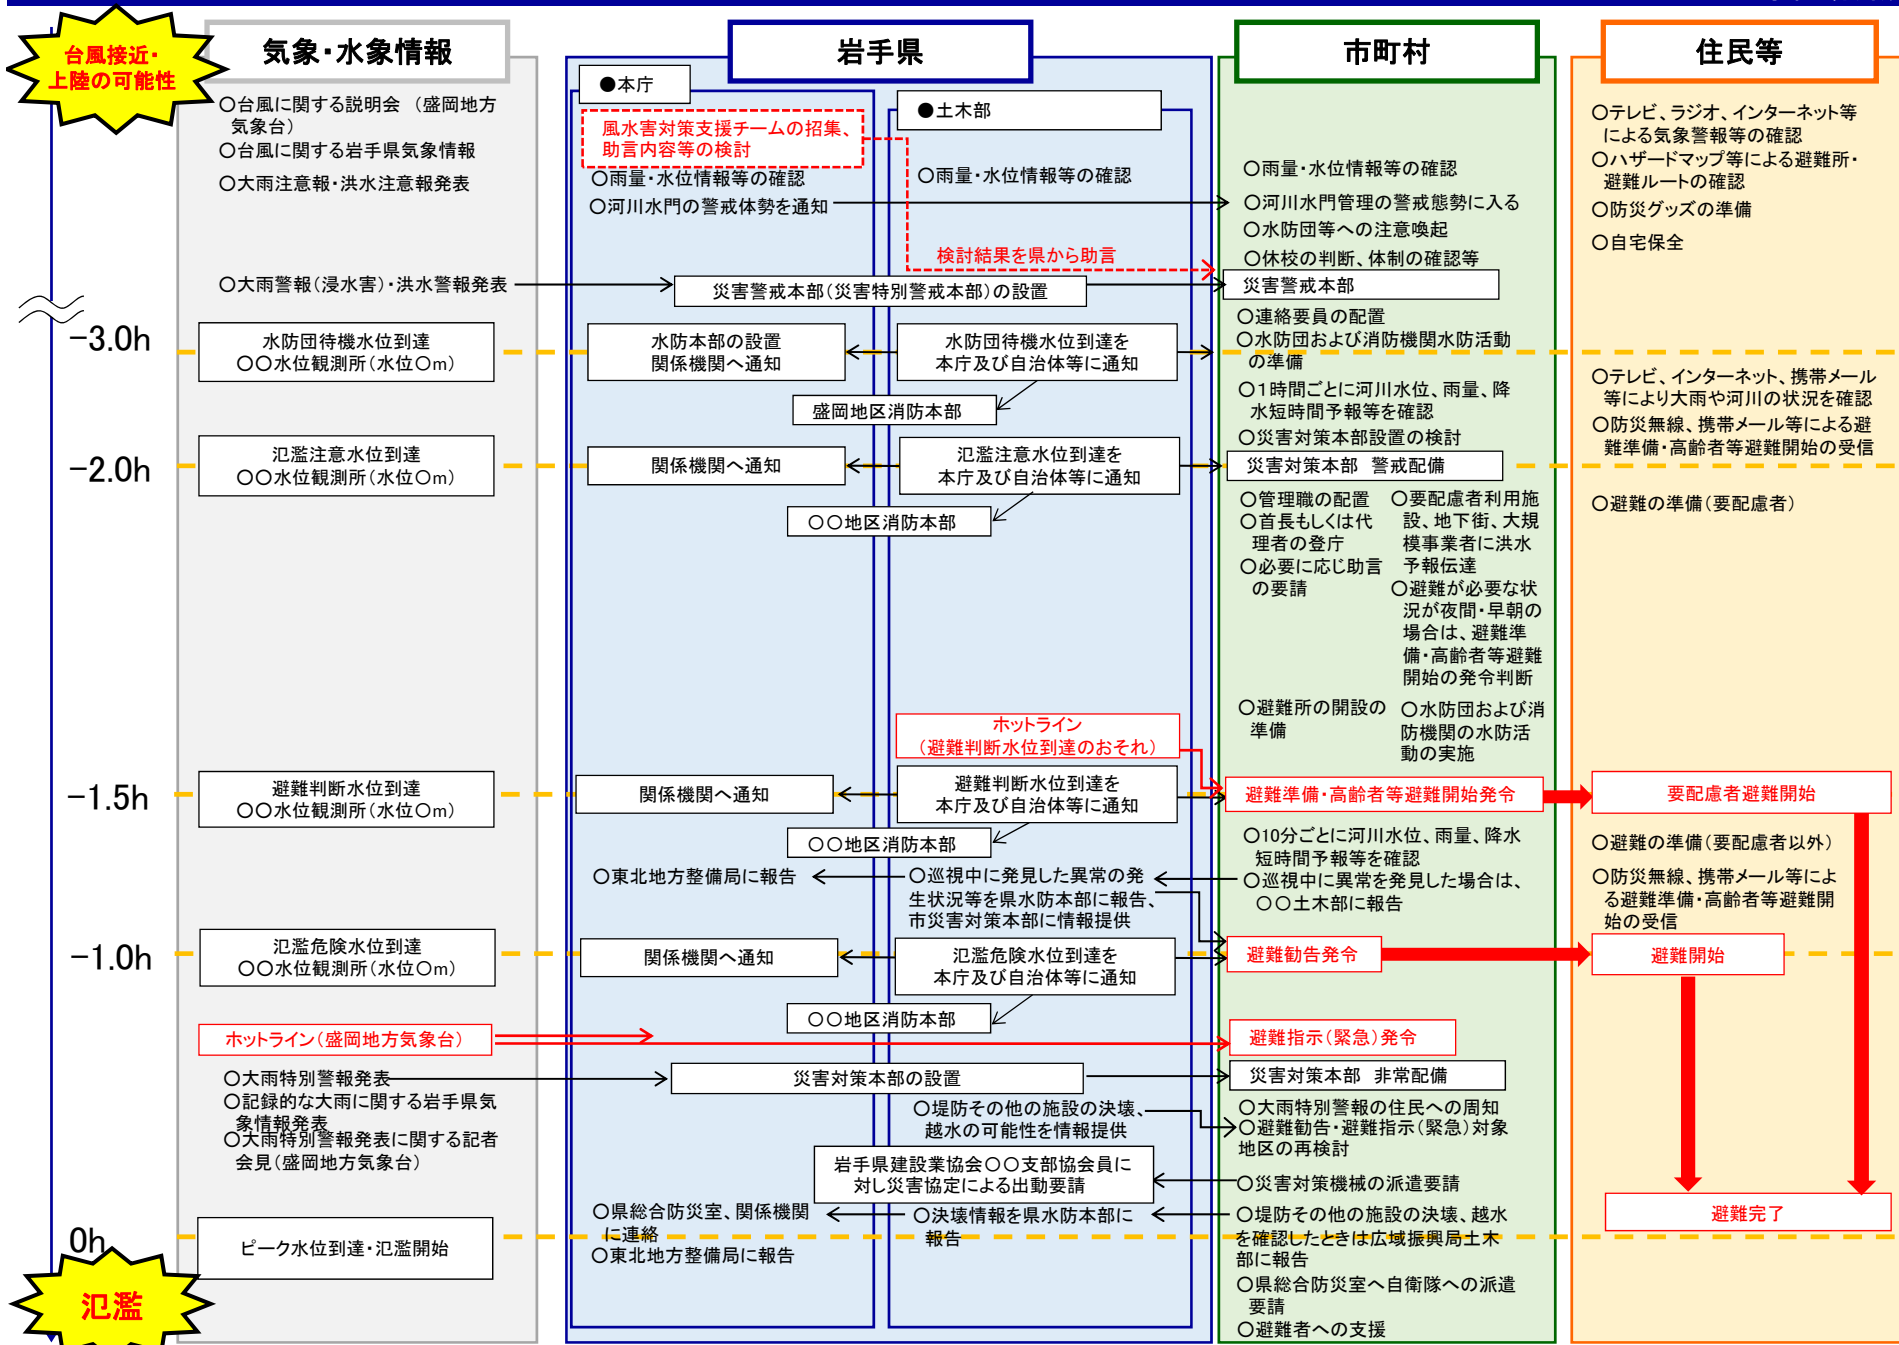 台風接近・
上陸の可能性
気象・水象情報
岩手県
市町村
住民等
○台風に関する説明会 （盛岡地方
気象台）
○台風に関する岩手県気象情報
○大雨注意報・洪水注意報発表
○大雨警報（浸水害）・洪水警報発表
●本庁
風水害対策支援チームの招集、
助言内容等の検討
○雨量・水位情報等の確認
○河川水門の警戒体勢を通知
●土木部
○雨量・水位情報等の確認
検討結果を県から助言
災害警戒本部（災害特別警戒本部）の設置
○雨量・水位情報等の確認
○河川水門管理の警戒態勢に入る
○水防団等への注意喚起
○休校の判断、体制の確認等
災害警戒本部
○テレビ、ラジオ、インターネット等
による気象警報等の確認
○ハザードマップ等による避難所・
避難ルートの確認
○防災グッズの準備
○自宅保全
−3.0h
水防団待機水位到達
○○水位観測所（水位○m）
水防本部の設置
関係機関へ通知
水防団待機水位到達を
本庁及び自治体等に通知
盛岡地区消防本部
○連絡要員の配置
○水防団および消防機関水防活動
の準備
○1時間ごとに河川水位、雨量、降
水短時間予報等を確認
○災害対策本部設置の検討
○テレビ、インターネット、携帯メール
等により大雨や河川の状況を確認
○防災無線、携帯メール等による避
難準備・高齢者等避難開始の受信
−2.0h
氾濫注意水位到達
○○水位観測所（水位○m）
関係機関へ通知
氾濫注意水位到達を
本庁及び自治体等に通知
○○地区消防本部
災害対策本部 警戒配備
○管理職の配置
○首長もしくは代
理者の登庁
○必要に応じ助言
の要請
○要配慮者利用施
設、地下街、大規
模事業者に洪水
予報伝達
○避難が必要な状
況が夜間・早朝の
場合は、避難準
備・高齢者等避難
開始の発令判断
○避難所の開設の
準備
○水防団および消
防機関の水防活
動の実施
○避難の準備（要配慮者）
ホットライン
（避難判断水位到達のおそれ）
−1.5h
避難判断水位到達
○○水位観測所（水位○m）
関係機関へ通知
避難判断水位到達を
本庁及び自治体等に通知
○○地区消防本部
避難準備・高齢者等避難開始発令
要配慮者避難開始
○東北地方整備局に報告
○巡視中に発見した異常の発
生状況等を県水防本部に報告、
市災害対策本部に情報提供
○10分ごとに河川水位、雨量、降水
短時間予報等を確認
○巡視中に異常を発見した場合は、
○○土木部に報告
○避難の準備（要配慮者以外）
○防災無線、携帯メール等によ
る避難準備・高齢者等避難開
始の受信
−1.0h
氾濫危険水位到達
○○水位観測所（水位○m）
関係機関へ通知
氾濫危険水位到達を
本庁及び自治体等に通知
○○地区消防本部
避難勧告発令
避難開始
ホットライン（盛岡地方気象台）
避難指示（緊急）発令
○大雨特別警報発表
○記録的な大雨に関する岩手県気
象情報発表
○大雨特別警報発表に関する記者
会見（盛岡地方気象台）
災害対策本部の設置
災害対策本部 非常配備
○堤防その他の施設の決壊、
越水の可能性を情報提供
○大雨特別警報の住民への周知
○避難勧告・避難指示（緊急）対象
地区の再検討
岩手県建設業協会○○支部協会員に
対し災害協定による出動要請
○災害対策機械の派遣要請
避難完了
0h
ピーク水位到達・氾濫開始
○県総合防災室、関係機関
に連絡
○東北地方整備局に報告
○決壊情報を県水防本部に
報告
○堤防その他の施設の決壊、越水
を確認したときは広域振興局土木
部に報告
○県総合防災室へ自衛隊への派遣
要請
○避難者への支援
氾濫